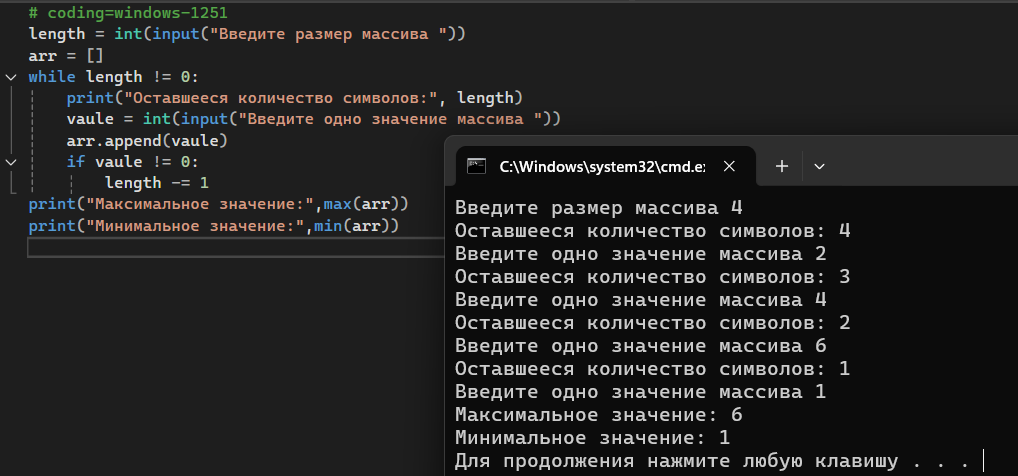 # coding=windows-1251
length = int(input("Введите размер массива "))
arr = []
while length != 0:
    print("Оставшееся количество символов:", length)
    vaule = int(input("Введите одно значение массива "))
    arr.append(vaule)
    if vaule != 0:
        length -= 1
print("Максимальное значение:",max(arr))
print("Минимальное значение:",min(arr))
C:\Windows\system32\cmd.e
Введите размер массива 4
Оставшееся количество символов: 4
Введите одно значение массива 2
Оставшееся количество символов: 3
Введите одно значение массива 4
Оставшееся количество символов: 2
Введите одно значение массива 6
Оставшееся количество символов: 1
Введите одно значение массива 1
Максимальное значение: 6
Минимальное значение: 1
Для продолжения нажмите любую клавишу . . .